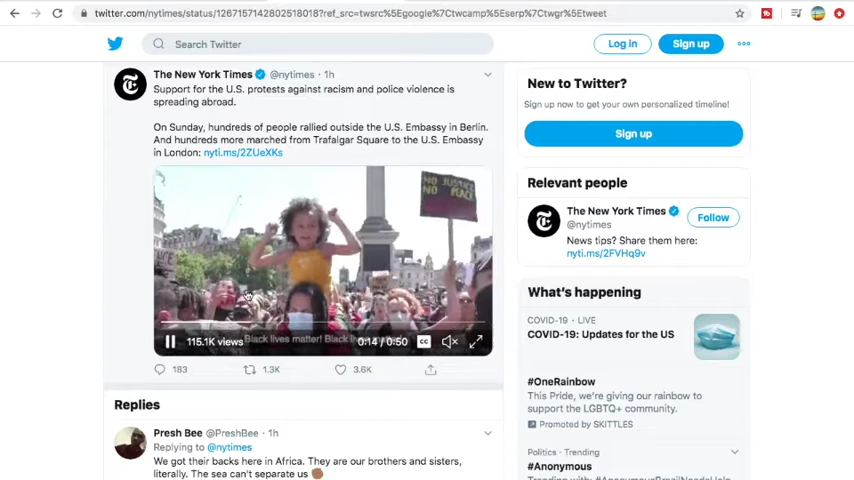 twitter.com/nytimes/status/1267157142802518018?ref_src=twsrc%5Egoogle%7Ctwcamp%5Eserp%7Ctwgr%5Etweet
Search Twitter
Log in
Sign up
The New York Times @nytimes · 1h
Support for the U.S. protests against racism and police violence is
spreading abroad.
On Sunday, hundreds of people rallied outside the U.S. Embassy in Berlin.
And hundreds more marched from Trafalgar Square to the U.S. Embassy
in London: nyti.ms/2ZUeXKs
NO JUSTICE
NO PEACE
115.1K views
Black lives matter! Black
0:14 / 0:50
CC
183
1.3K
3.6K
Replies
Presh Bee @PreshBee · 1h
Replying to @nytimes
We got their backs here in Africa. They are our brothers and sisters,
literally. The sea can't separate us
New to Twitter?
Sign up now to get your own personalized timeline!
Sign up
Relevant people
The New York Times
@nytimes
Follow
News tips? Share them here:
nyti.ms/2FVHq9v
What's happening
COVID-19 · LIVE
COVID-19: Updates for the US
#OneRainbow
This Pride, we're giving our rainbow to
support the LGBTQ+ community.
Promoted by SKITTLES
Politics · Trending
#Anonymous